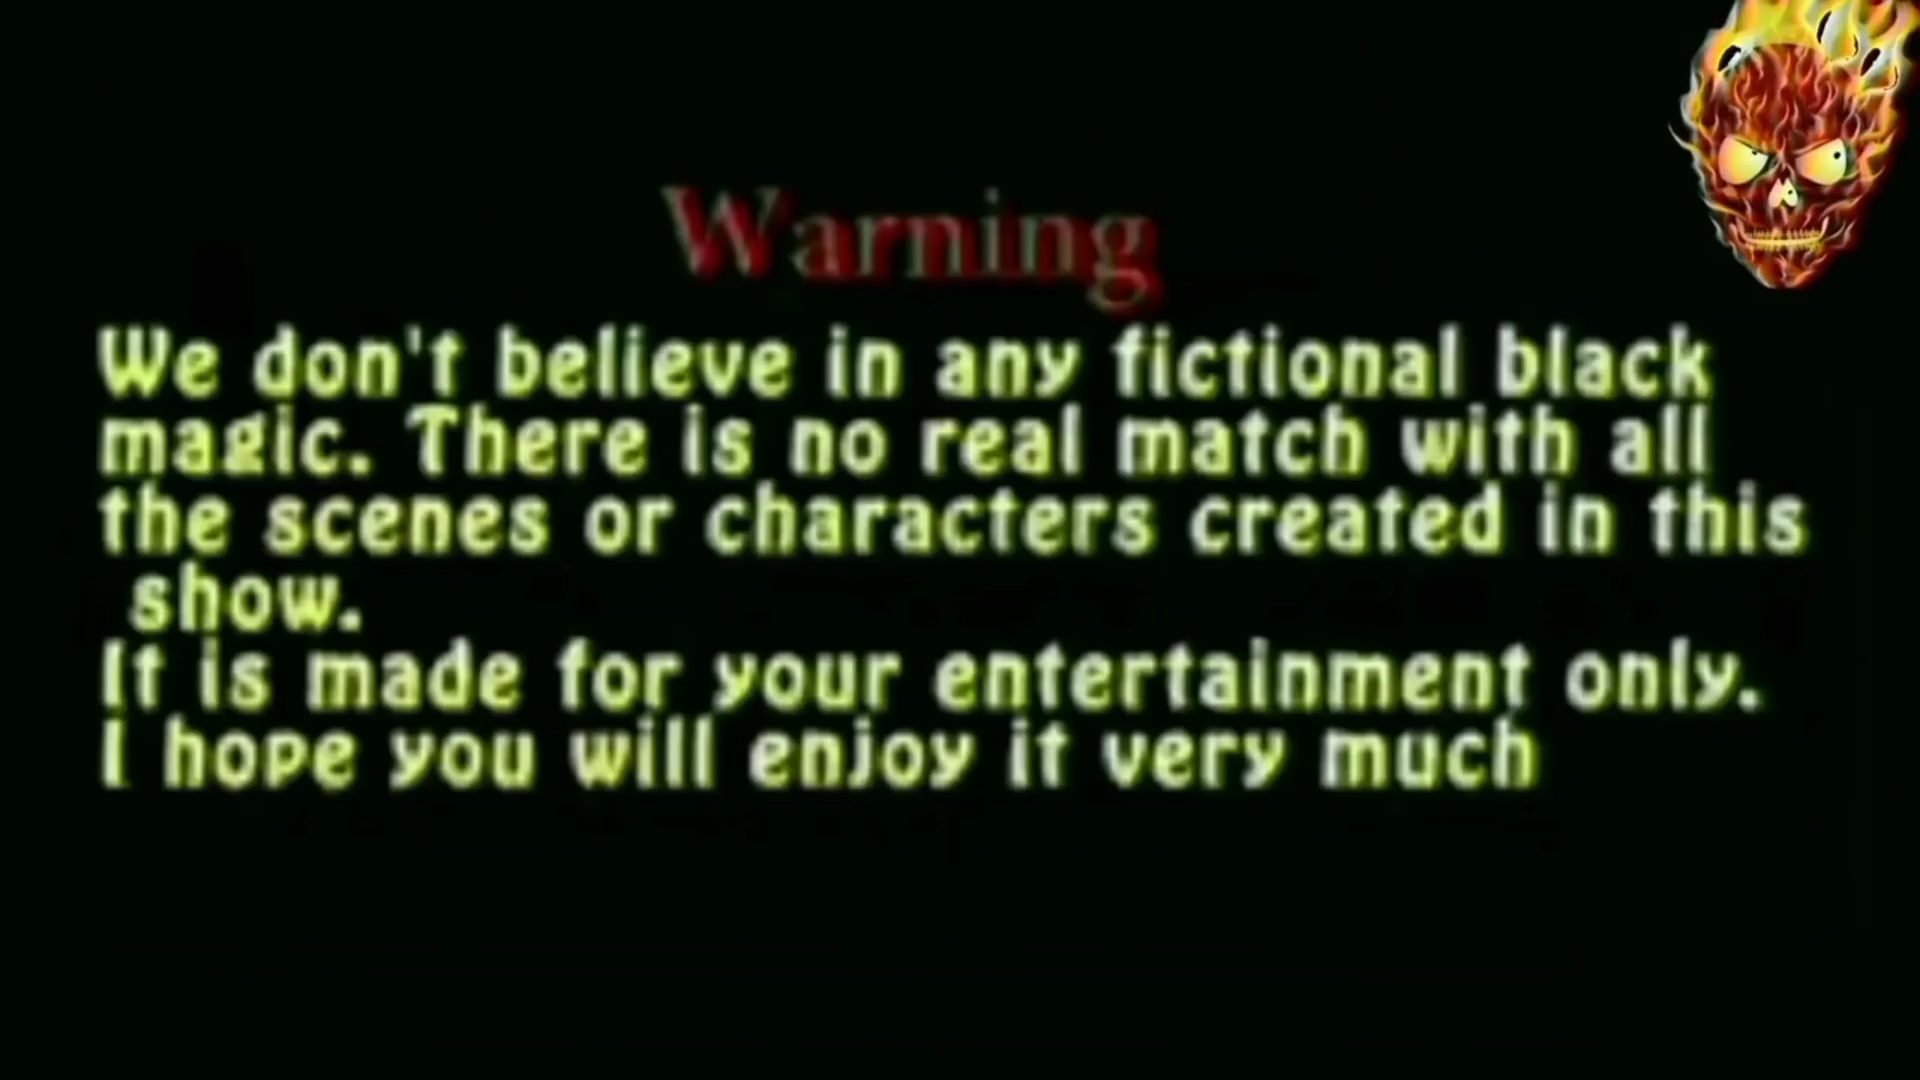 Warning
We don't believe in any fictional black
magic. There is no real match with all
the scenes or characters created in this
show.
It is made for your entertainment only.
I hope you will enjoy it very much